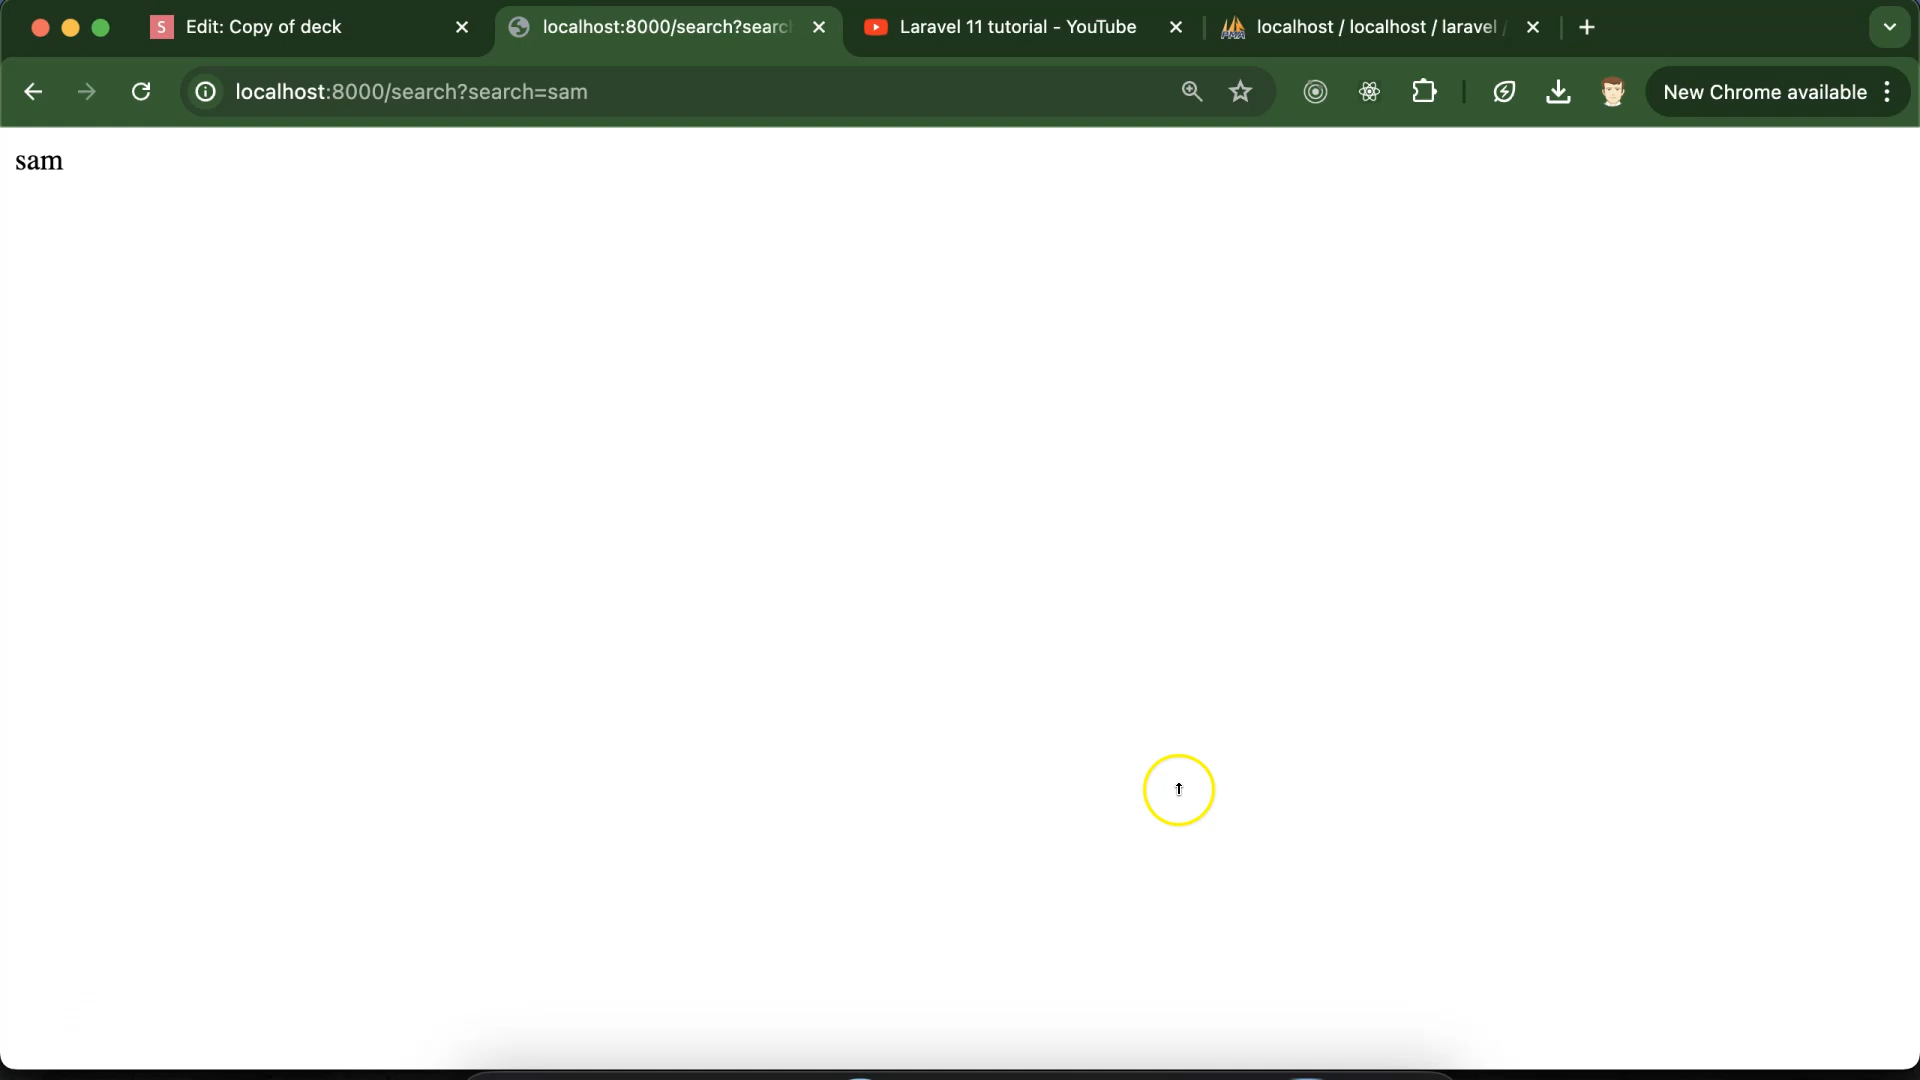 S Edit: Copy of deck
localhost:8000/search?searc
Laravel 11 tutorial - YouTube
localhost / localhost / laravel /
localhost:8000/search?search=sam
New Chrome available
sam